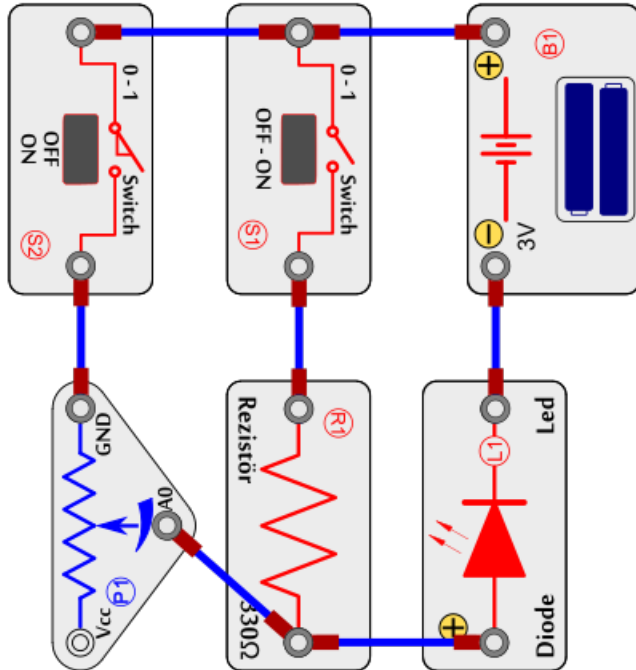 0 - 1
OFF
ON
Switch
S2
0 - 1
OFF - ON
Switch
S1
B1
+
−
3V
GND
A0
P1
Vcc
Rezistör
R1
330Ω
Led
L1
+
Diode